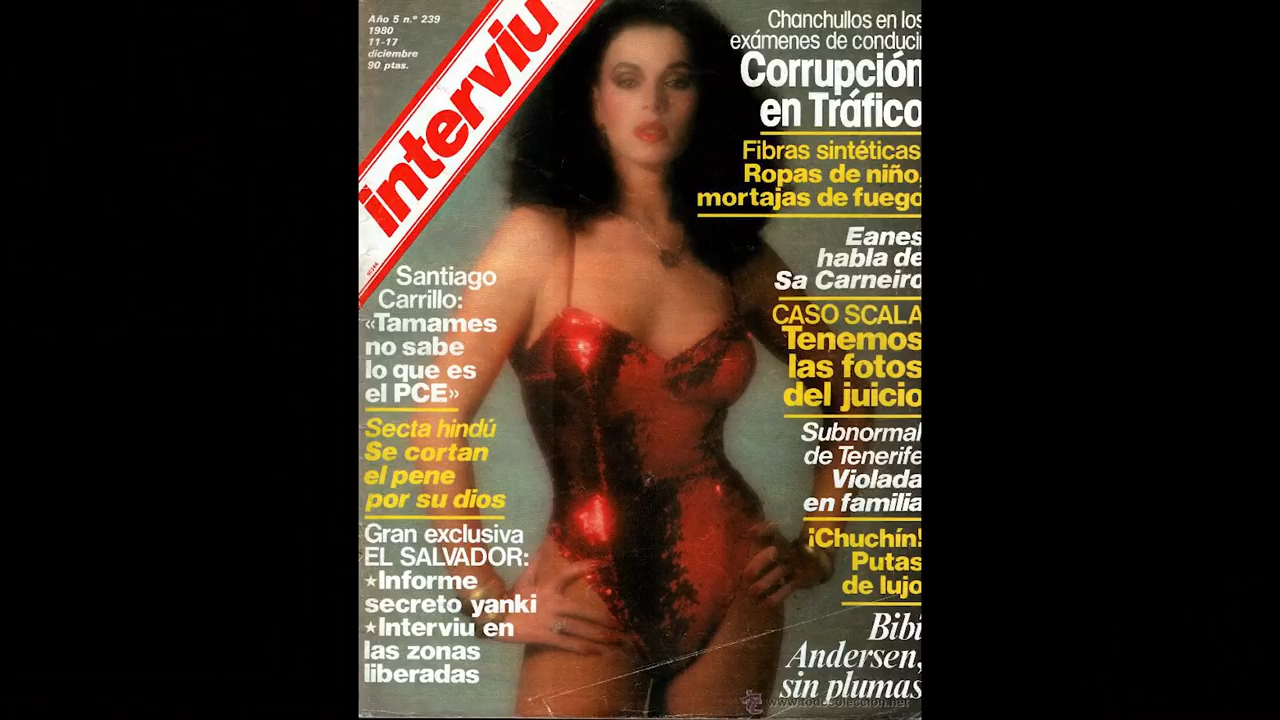 Año 5 n.º 239
1980
11-17
diciembre
90 ptas.
interviu
Santiago
Carrillo:
«Tamames
no sabe
lo que es
el PCE»
Secta hindú
Se cortan
el pene
por su dios
Gran exclusiva
EL SALVADOR:
★Informe
secreto yanki
★Interviu en
las zonas
liberadas
Chanchullos en los
exámenes de conducir
Corrupción
en Tráfico
Fibras sintéticas
Ropas de niño,
mortajas de fuego
Eanes
habla de
Sa Carneiro
CASO SCALA
Tenemos
las fotos
del juicio
Subnormal
de Tenerife
Violada
en familia
¡Chuchín!
Putas
de lujo
Bibi
Andersen,
sin plumas
www.todocoleccion.net